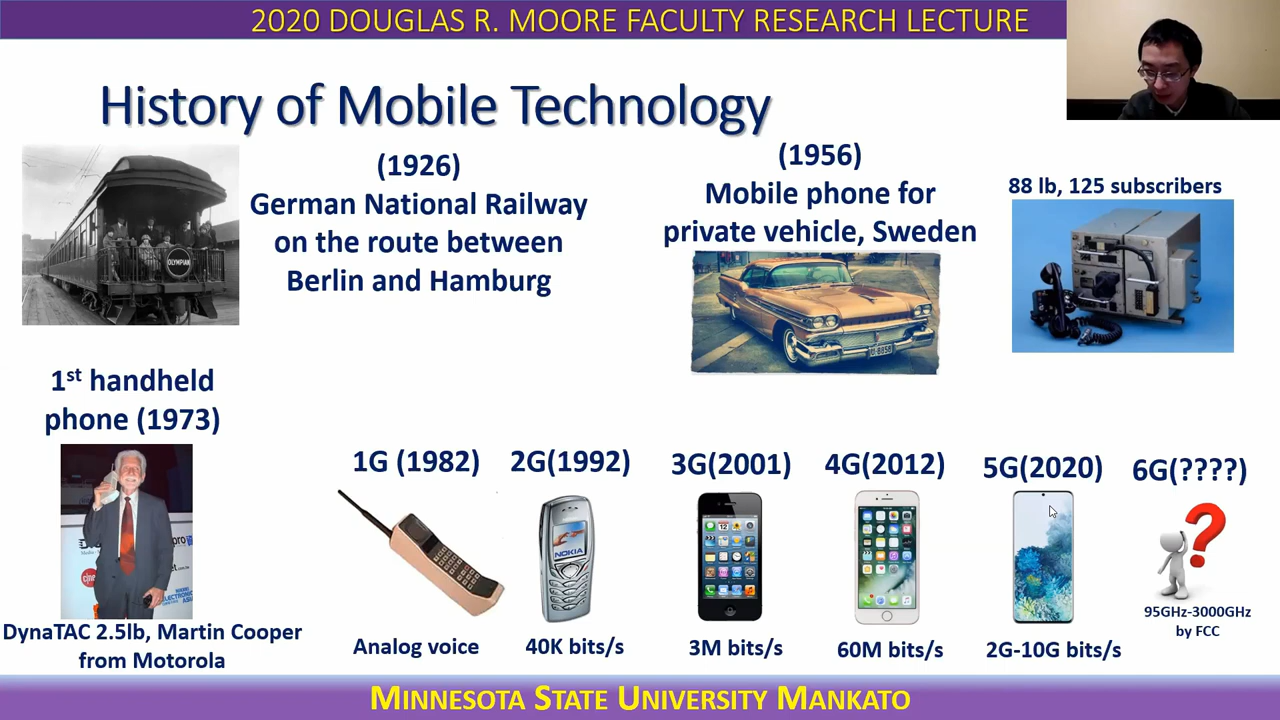 2020 DOUGLAS R. MOORE FACULTY RESEARCH LECTURE
History of Mobile Technology
OLYMPIAN
(1926)
German National Railway
on the route between
Berlin and Hamburg
(1956)
Mobile phone for
private vehicle, Sweden
88 lb, 125 subscribers
1st handheld
phone (1973)
DynaTAC 2.5lb, Martin Cooper
from Motorola
1G (1982)
Analog voice
2G(1992)
NOKIA
40K bits/s
3G(2001)
3M bits/s
4G(2012)
60M bits/s
5G(2020)
2G-10G bits/s
6G(????)
95GHz-3000GHz
by FCC
MINNESOTA STATE UNIVERSITY MANKATO